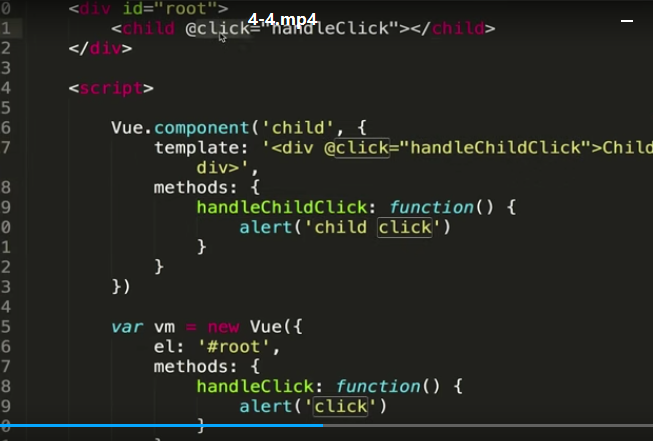 4-4.mp4
0 <div id="root">
1 <child @click="handleClick"></child>
2 </div>
3
4 <script>
5
6 Vue.component('child', {
7 template: '<div @click="handleChildClick">Child
div>',
8 methods: {
9 handleChildClick: function() {
0 alert('child click')
1 }
2 }
3 })
4
5 var vm = new Vue({
6 el: '#root',
7 methods: {
8 handleClick: function() {
9 alert('click')
0 }